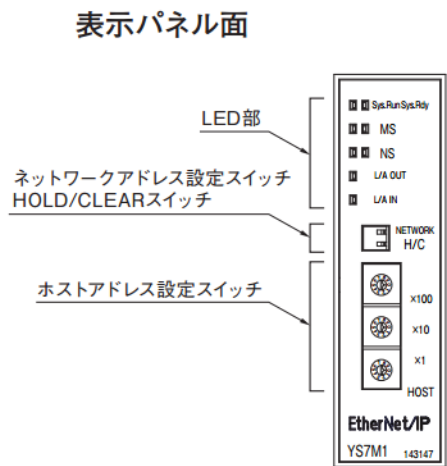 表示パネル面
LED部
ネットワークアドレス設定スイッチ
HOLD/CLEARスイッチ
ホストアドレス設定スイッチ
Sys.Run Sys.Rdy
MS
NS
L/A OUT
L/A IN
NETWORK
H/C
×100
×10
×1
HOST
EtherNet/IP
YS7M1 143147